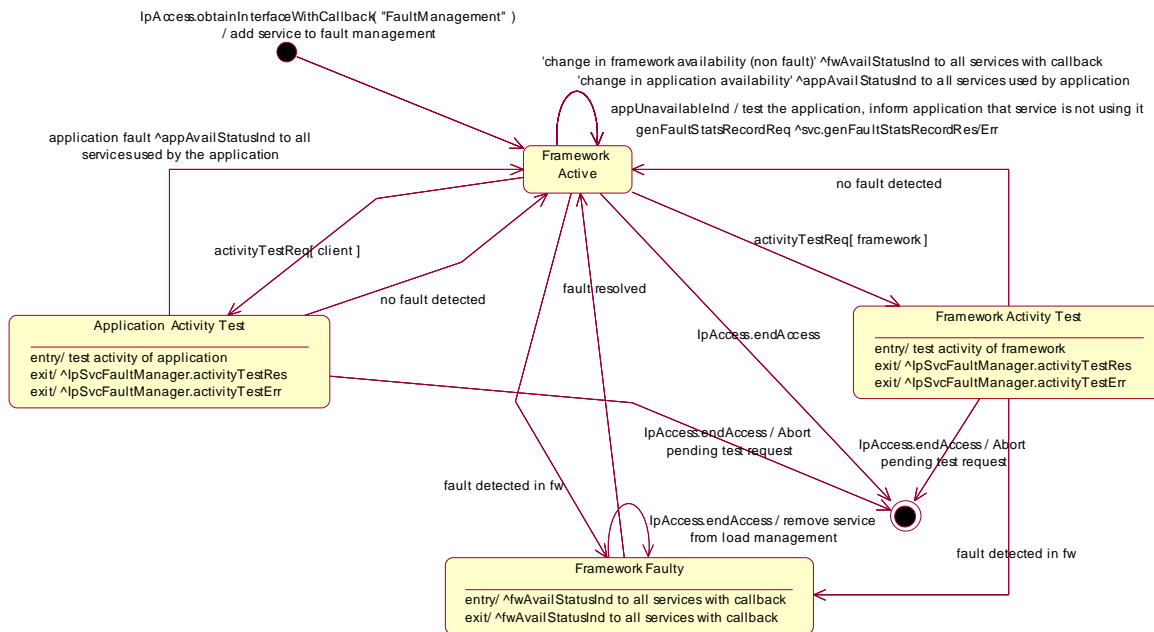 IpAccess.obtainInterfaceWithCallback( "FaultManagement" )
/ add service to fault management
'change in framework availability (non fault)' ^fwAvailStatusInd to all services with callback
'change in application availability' ^appAvailStatusInd to all services used by application
appUnavailableInd / test the application, inform application that service is not using it
genFaultStatsRecordReq ^svc.genFaultStatsRecordRes/Err
application fault ^appAvailStatusInd to all
services used by the application
Framework
Active
no fault detected
activityTestReq[ client ]
activityTestReq[ framework ]
no fault detected
fault resolved
IpAccess.endAccess
Application Activity Test
entry/ test activity of application
exit/ ^IpSvcFaultManager.activityTestRes
exit/ ^IpSvcFaultManager.activityTestErr
Framework Activity Test
entry/ test activity of framework
exit/ ^IpSvcFaultManager.activityTestRes
exit/ ^IpSvcFaultManager.activityTestErr
IpAccess.endAccess / Abort
pending test request
IpAccess.endAccess / Abort
pending test request
fault detected in fw
IpAccess.endAccess / remove service
from load management
fault detected in fw
Framework Faulty
entry/ ^fwAvailStatusInd to all services with callback
exit/ ^fwAvailStatusInd to all services with callback